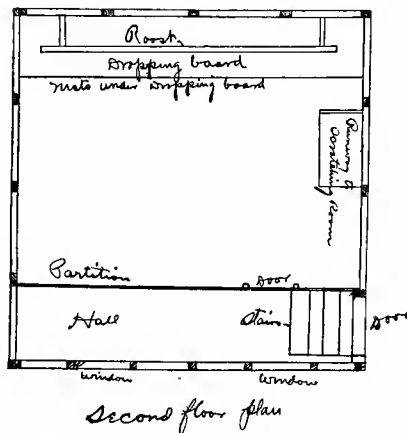 Roost
Dropping board
nests under Dropping board
Runway to
Scratching Room
Partition
Door
Hall
Stairs
Door
window
window
Second floor plan